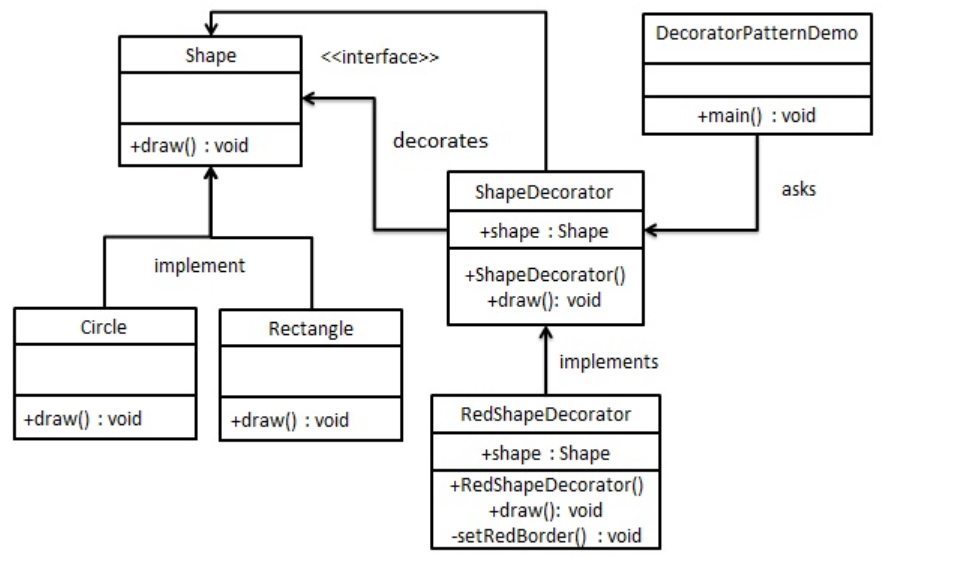 Shape
<<interface>>
+draw() : void
DecoratorPatternDemo
+main() : void
decorates
asks
ShapeDecorator
+shape : Shape
+ShapeDecorator()
+draw(): void
implement
Circle
+draw() : void
Rectangle
+draw() : void
implements
RedShapeDecorator
+shape : Shape
+RedShapeDecorator()
+draw(): void
-setRedBorder() : void